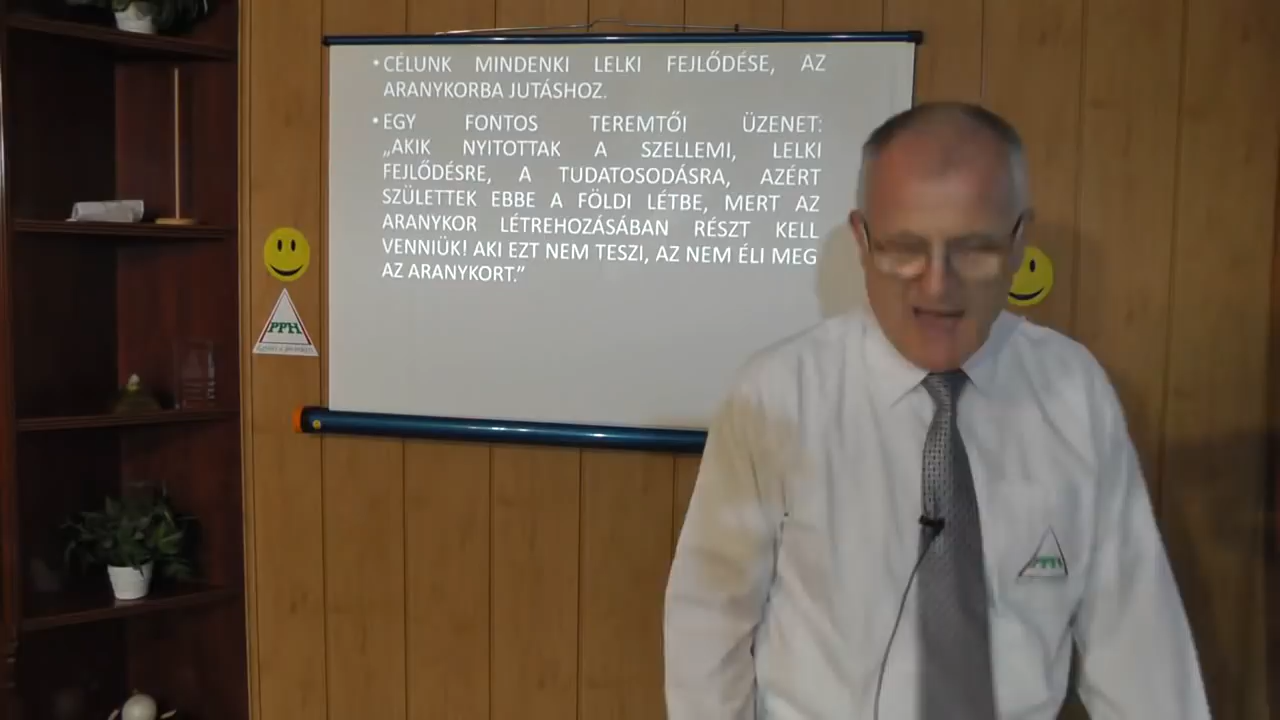 •CÉLUNK MINDENKI LELKI FEJLŐDÉSE, AZ
ARANYKORBA JUTÁSHOZ.
•EGY FONTOS TEREMTŐI ÜZENET:
„AKIK NYITOTTAK A SZELLEMI, LELKI
FEJLŐDÉSRE, A TUDATOSODÁSRA, AZÉRT
SZÜLETTEK EBBE A FÖLDI LÉTBE, MERT AZ
ARANYKOR LÉTREHOZÁSÁBAN RÉSZT KELL
VENNIÜK! AKI EZT NEM TESZI, AZ NEM ÉLI MEG
AZ ARANYKORT.”
PPH
PPH